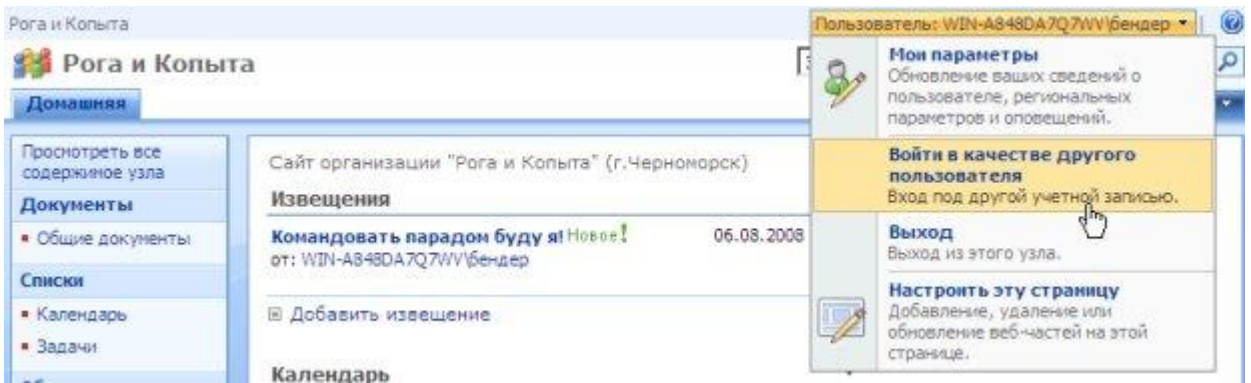 Рога и Копыта
Пользователь: WIN-A848DA7Q7WV\бендер
Рога и Копыта
Домашняя
Просмотреть все
содержимое узла
Документы
Общие документы
Списки
Календарь
Задачи
Сайт организации "Рога и Копыта" (г.Черноморск)
Извещения
Командовать парадом буду я! Новое! 06.08.2008
от: WIN-A848DA7Q7WV\бендер
Добавить извещение
Календарь
Мои параметры
Обновление ваших сведений о
пользователе, региональных
параметров и оповещений.
Войти в качестве другого
пользователя
Вход под другой учетной записью.
Выход
Выход из этого узла.
Настроить эту страницу
Добавление, удаление или
обновление веб-частей на этой
странице.